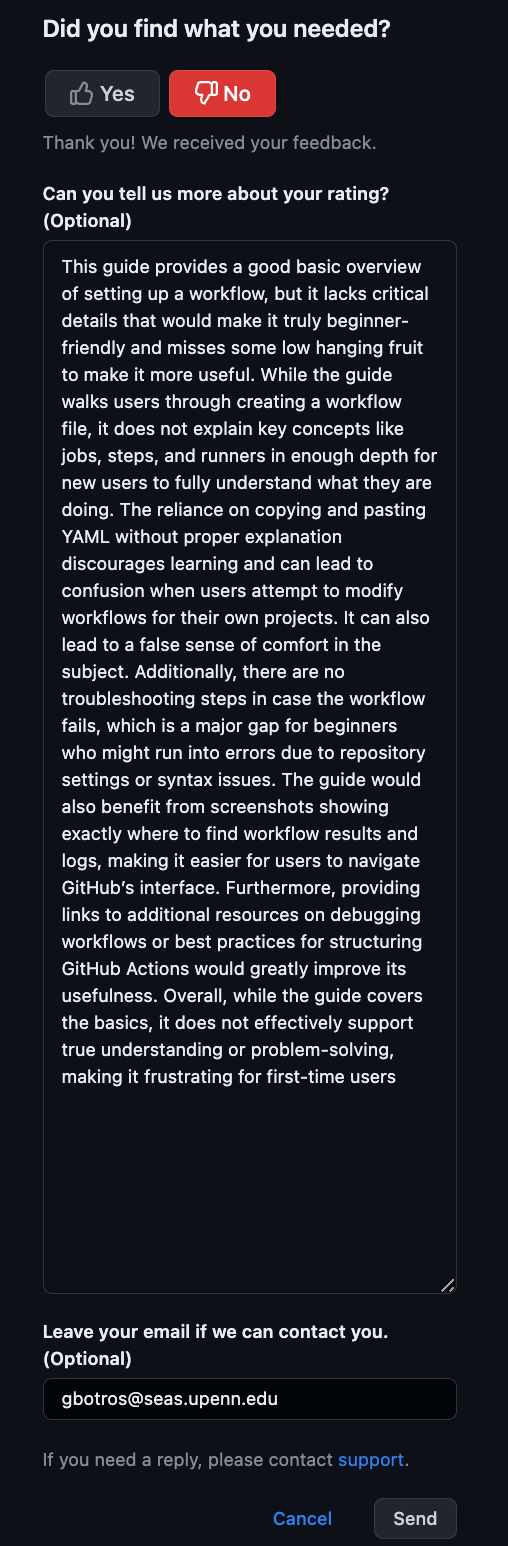 Did you find what you needed?
Yes
No
Thank you! We received your feedback.
Can you tell us more about your rating?
(Optional)
This guide provides a good basic overview
of setting up a workflow, but it lacks critical
details that would make it truly beginner-
friendly and misses some low hanging fruit
to make it more useful. While the guide
walks users through creating a workflow
file, it does not explain key concepts like
jobs, steps, and runners in enough depth for
new users to fully understand what they are
doing. The reliance on copying and pasting
YAML without proper explanation
discourages learning and can lead to
confusion when users attempt to modify
workflows for their own projects. It can also
lead to a false sense of comfort in the
subject. Additionally, there are no
troubleshooting steps in case the workflow
fails, which is a major gap for beginners
who might run into errors due to repository
settings or syntax issues. The guide would
also benefit from screenshots showing
exactly where to find workflow results and
logs, making it easier for users to navigate
GitHub’s interface. Furthermore, providing
links to additional resources on debugging
workflows or best practices for structuring
GitHub Actions would greatly improve its
usefulness. Overall, while the guide covers
the basics, it does not effectively support
true understanding or problem-solving,
making it frustrating for first-time users
Leave your email if we can contact you.
(Optional)
gbotros@seas.upenn.edu
If you need a reply, please contact support.
Cancel
Send